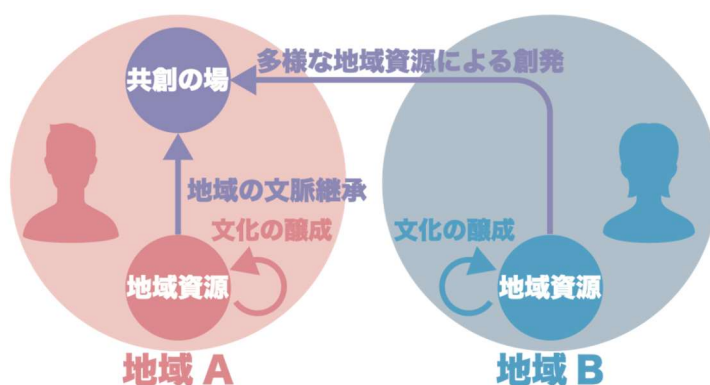 共創の場
多様な地域資源による創発
地域の文脈継承
文化の醸成
文化の醸成
地域資源
地域資源
地域 A
地域 B